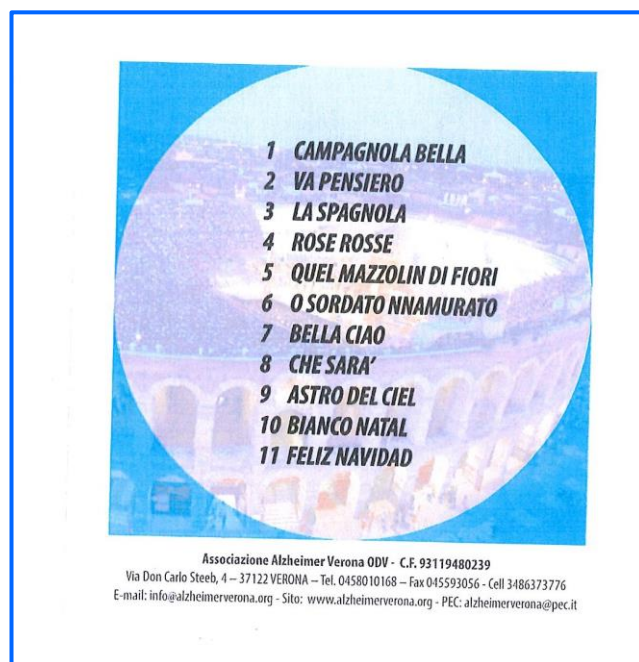 1 CAMPAGNOLA BELLA
2 VA PENSIERO
3 LA SPAGNOLA
4 ROSE ROSSE
5 QUEL MAZZOLIN DI FIORI
6 O SORDATO NNAMURATO
7 BELLA CIAO
8 CHE SARA'
9 ASTRO DEL CIEL
10 BIANCO NATAL
11 FELIZ NAVIDAD
Associazione Alzheimer Verona ODV - C.F. 93119480239
Via Don Carlo Steeb, 4 – 37122 VERONA – Tel. 0458010168 – Fax 045593056 - Cell 3486373776
E-mail: info@alzheimerverona.org - Sito: www.alzheimerverona.org - PEC: alzheimerverona@pec.it